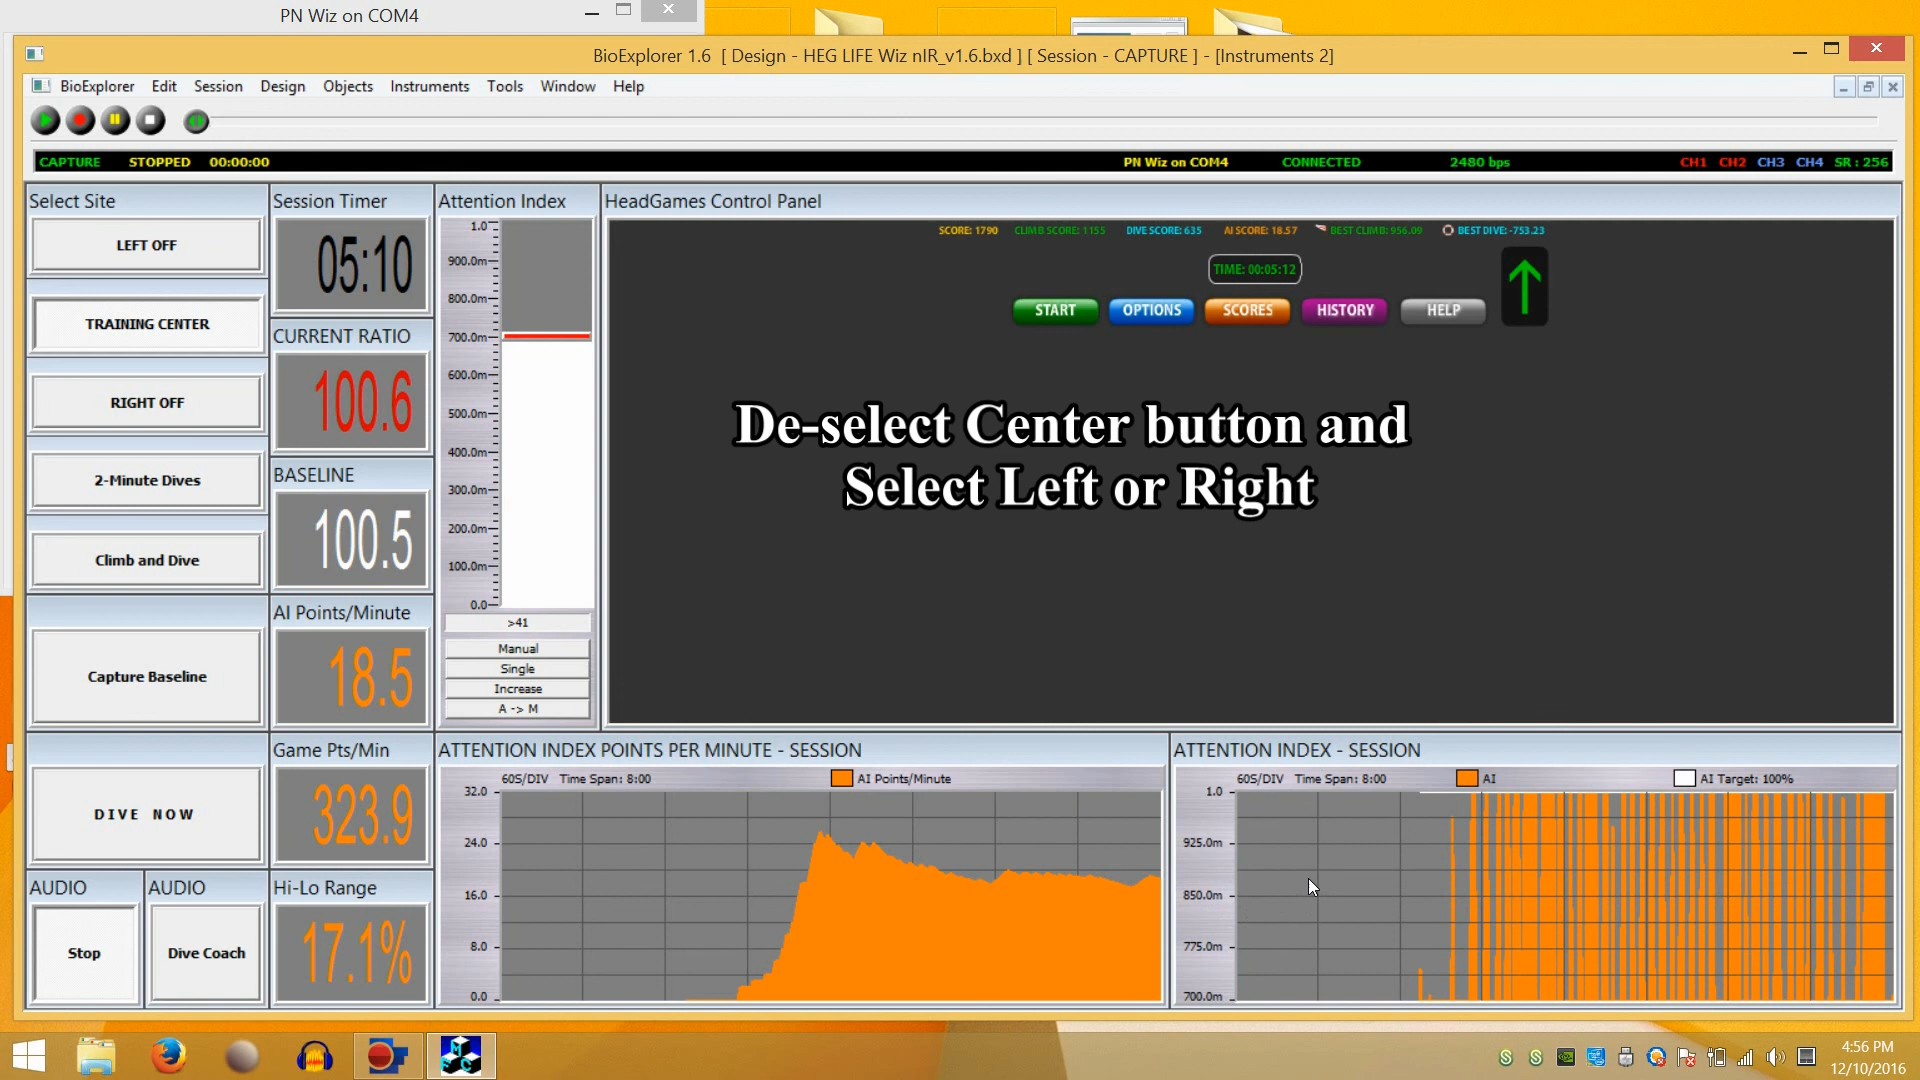 PN Wiz on COM4
BioExplorer 1.6 [ Design - HEG LIFE Wiz nIR_v1.6.bxd ] [ Session - CAPTURE ] - [Instruments 2]
BioExplorer Edit Session Design Objects Instruments Tools Window Help
CAPTURE STOPPED 00:00:00 PN Wiz on COM4 CONNECTED 2480 bps CH1 CH2 CH3 CH4 SR : 256
Select Site
LEFT OFF
TRAINING CENTER
RIGHT OFF
2-Minute Dives
Climb and Dive
Capture Baseline
DIVE NOW
AUDIO
Stop
AUDIO
Dive Coach
Session Timer
05:10
CURRENT RATIO
100.6
BASELINE
100.5
AI Points/Minute
18.5
Game Pts/Min
323.9
Hi-Lo Range
17.1%
Attention Index
1.0
900.0m
800.0m
700.0m
600.0m
500.0m
400.0m
300.0m
200.0m
100.0m
0.0
>41
Manual
Single
Increase
A -> M
HeadGames Control Panel
SCORE: 1790 CLIMB SCORE: 1155 DIVE SCORE: 635 AI SCORE: 18.57 BEST CLIMB: 956.09 BEST DIVE: -753.23
TIME: 00:05:12
START OPTIONS SCORES HISTORY HELP
De-select Center button and
Select Left or Right
ATTENTION INDEX POINTS PER MINUTE - SESSION
60S/DIV Time Span: 8:00 AI Points/Minute
32.0
24.0
16.0
8.0
0.0
ATTENTION INDEX - SESSION
60S/DIV Time Span: 8:00 AI AI Target: 100%
1.0
925.0m
850.0m
775.0m
700.0m
4:56 PM
12/10/2016